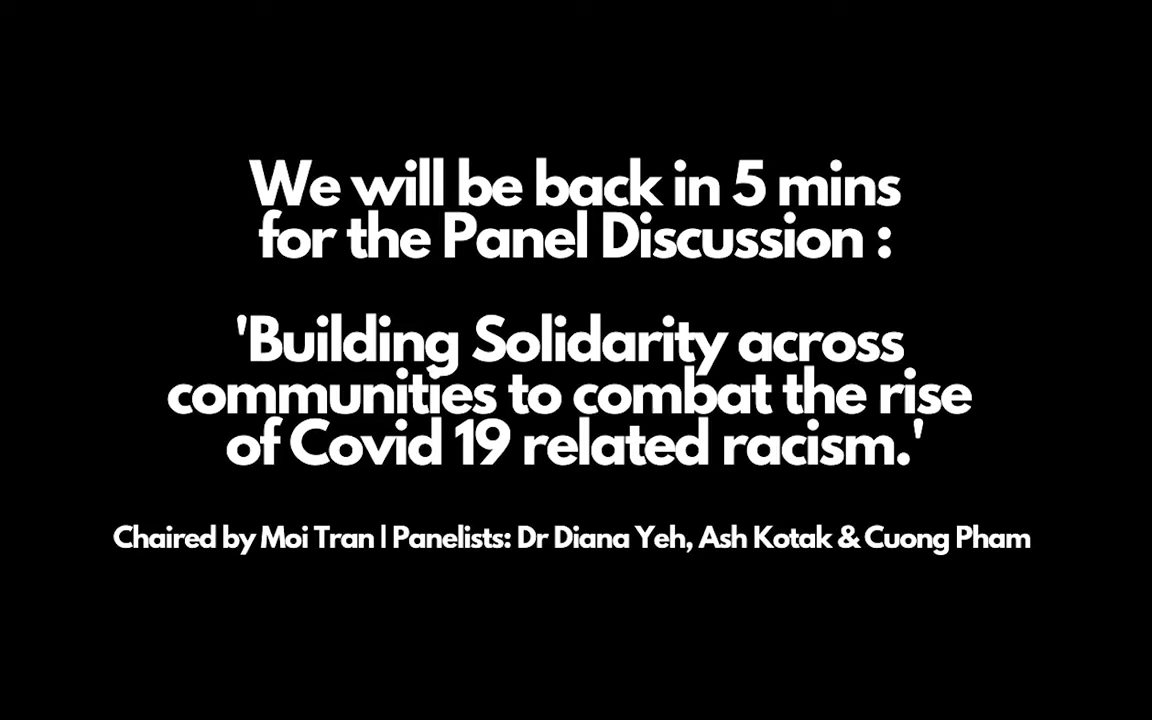 We will be back in 5 mins
for the Panel Discussion :
'Building Solidarity across
communities to combat the rise
of Covid 19 related racism.'
Chaired by Moi Tran | Panelists: Dr Diana Yeh, Ash Kotak & Cuong Pham